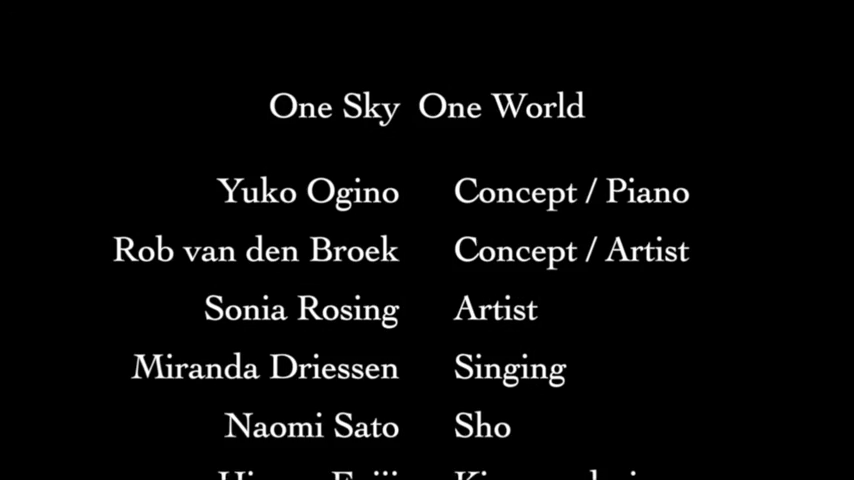 One Sky One World
Yuko Ogino Concept / Piano
Rob van den Broek Concept / Artist
Sonia Rosing Artist
Miranda Driessen Singing
Naomi Sato Sho